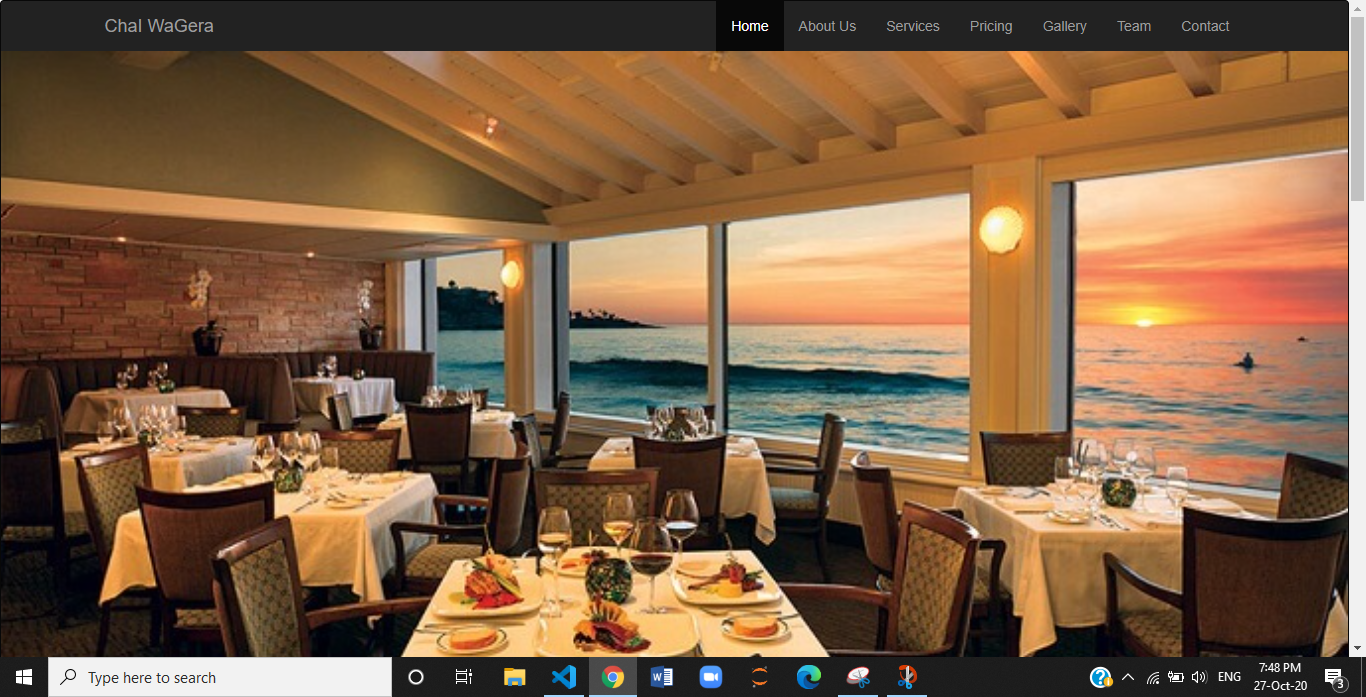 Chal WaGera
Home About Us Services Pricing Gallery Team Contact
Type here to search
ENG
7:48 PM
27-Oct-20
3